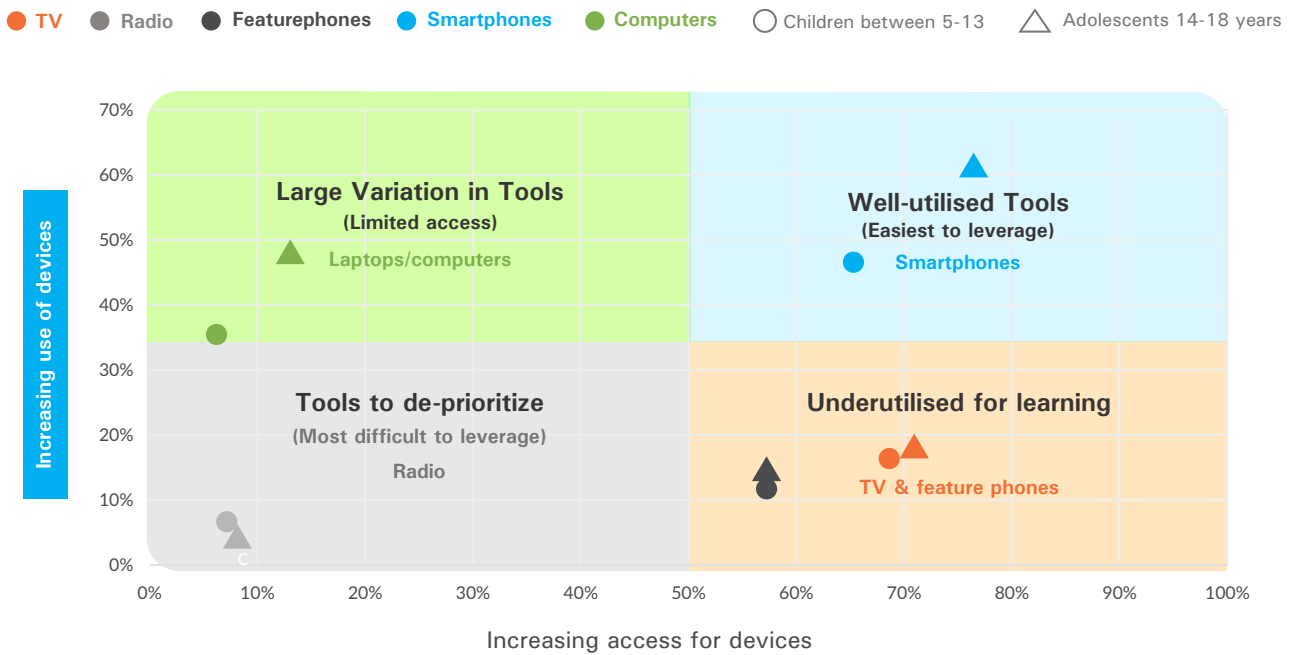 TV Radio Featurephones Smartphones Computers Children between 5-13 Adolescents 14-18 years
70%
60%
50%
40%
30%
20%
10%
0%
Increasing use of devices
Large Variation in Tools
(Limited access)
Laptops/computers
Well-utilised Tools
(Easiest to leverage)
Smartphones
Tools to de-prioritize
(Most difficult to leverage)
Radio
C
Underutilised for learning
TV & feature phones
0% 10% 20% 30% 40% 50% 60% 70% 80% 90% 100%
Increasing access for devices